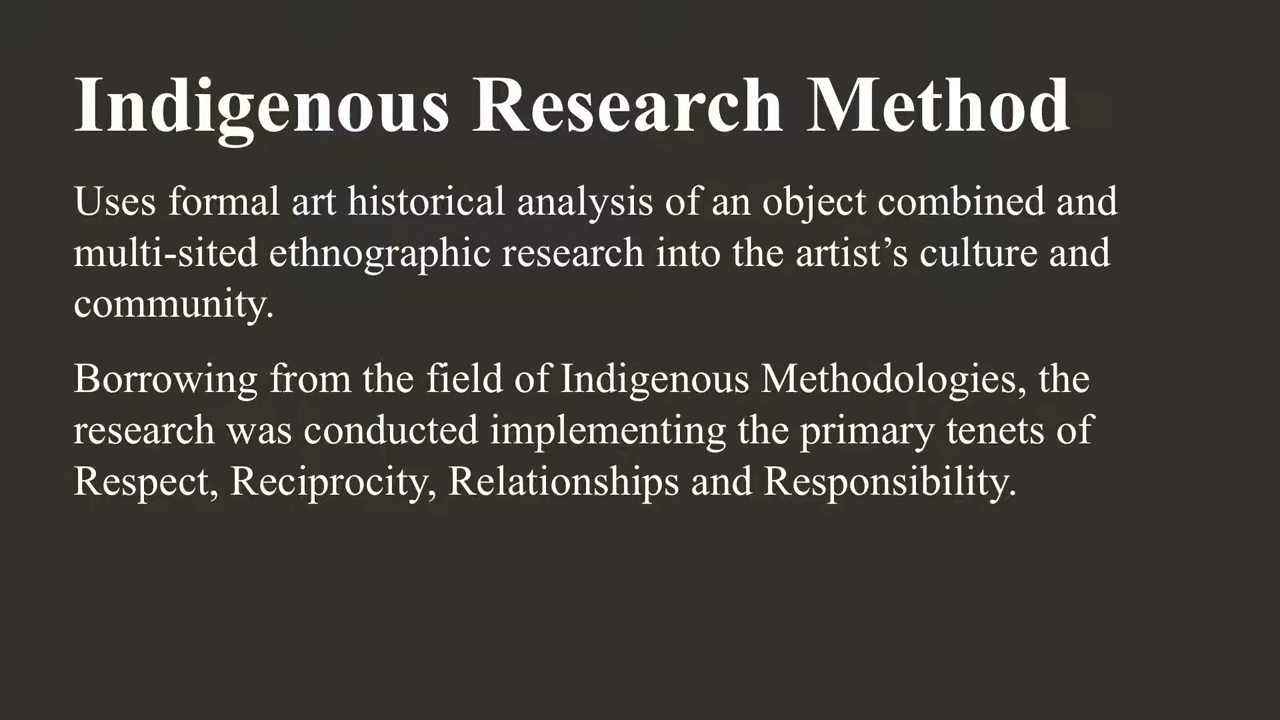 Indigenous Research Method
Uses formal art historical analysis of an object combined and
multi-sited ethnographic research into the artist’s culture and
community.
Borrowing from the field of Indigenous Methodologies, the
research was conducted implementing the primary tenets of
Respect, Reciprocity, Relationships and Responsibility.